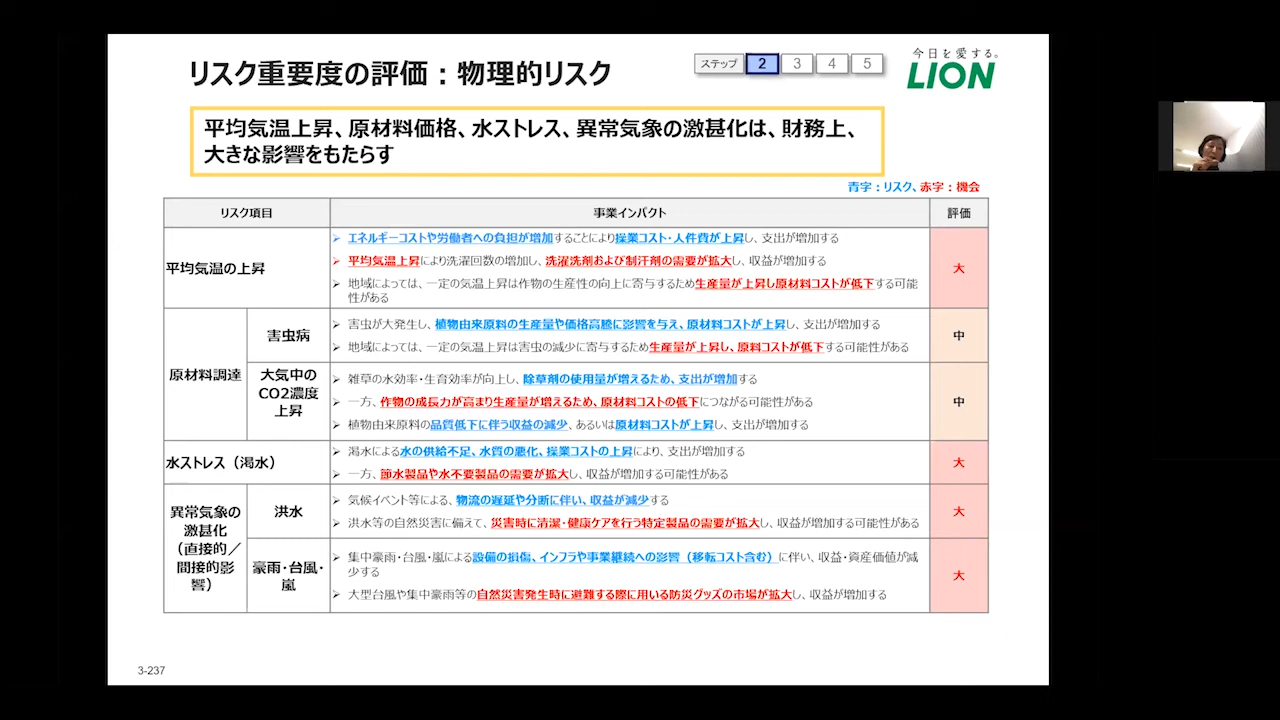 リスク重要度の評価：物理的リスク
ステップ 2 3 4 5
今日を愛する。
LION
平均気温上昇、原材料価格、水ストレス、異常気象の激甚化は、財務上、
大きな影響をもたらす
青字：リスク、赤字：機会
リスク項目 事業インパクト 評価
平均気温の上昇
➢ エネルギーコストや労働者への負担が増加することにより操業コスト・人件費が上昇し、支出が増加する
➢ 平均気温上昇により洗濯回数の増加し、洗濯洗剤および制汗剤の需要が拡大し、収益が増加する
➢ 地域によっては、一定の気温上昇は作物の生産性の向上に寄与するため生産量が上昇し原材料コストが低下する可能
性がある
大
原材料調達
害虫病
➢ 害虫が大発生し、植物由来原料の生産量や価格高騰に影響を与え、原材料コストが上昇し、支出が増加する
➢ 地域によっては、一定の気温上昇は害虫の減少に寄与するため生産量が上昇し、原料コストが低下する可能性がある
中
大気中の
CO2濃度
上昇
➢ 雑草の水効率・生育効率が向上し、除草剤の使用量が増えるため、支出が増加する
➢ 一方、作物の成長力が高まり生産量が増えるため、原材料コストの低下につながる可能性がある
➢ 植物由来原料の品質低下に伴う収益の減少、あるいは原材料コストが上昇し、支出が増加する
中
水ストレス（渇水）
➢ 渇水による水の供給不足、水質の悪化、操業コストの上昇により、支出が増加する
➢ 一方、節水製品や水不要製品の需要が拡大し、収益が増加する可能性がある
大
異常気象の
激甚化
（直接的／
間接的影
響）
洪水
➢ 気候イベント等による、物流の遅延や分断に伴い、収益が減少する
➢ 洪水等の自然災害に備えて、災害時に清潔・健康ケアを行う特定製品の需要が拡大し、収益が増加する可能性がある
大
豪雨・台風・
嵐
➢ 集中豪雨・台風・嵐による設備の損傷、インフラや事業継続への影響（移転コスト含む）に伴い、収益・資産価値が減
少する
➢ 大型台風や集中豪雨等の自然災害発生時に避難する際に用いる防災グッズの市場が拡大し、収益が増加する
大
3-237